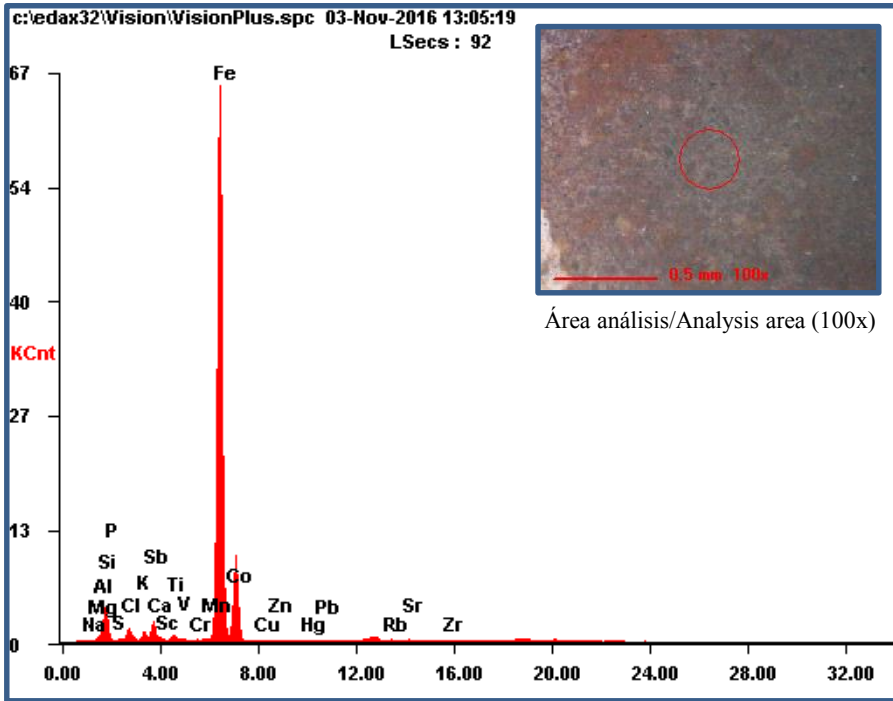 c:\edax32\Vision\VisionPlus.spc 03-Nov-2016 13:05:19
LSecs : 92
67
Fe
54
40
0.5 mm 100x
Área análisis/Analysis area (100x)
KCnt
27
13
P
Si
Sb
Al
K
Ti
Co
Mg
Cl
Ca
V
Mn
Zn
Pb
Sr
Na
S
Sc
Cr
Cu
Hg
Rb
Zr
0
0.00 4.00 8.00 12.00 16.00 20.00 24.00 28.00 32.00